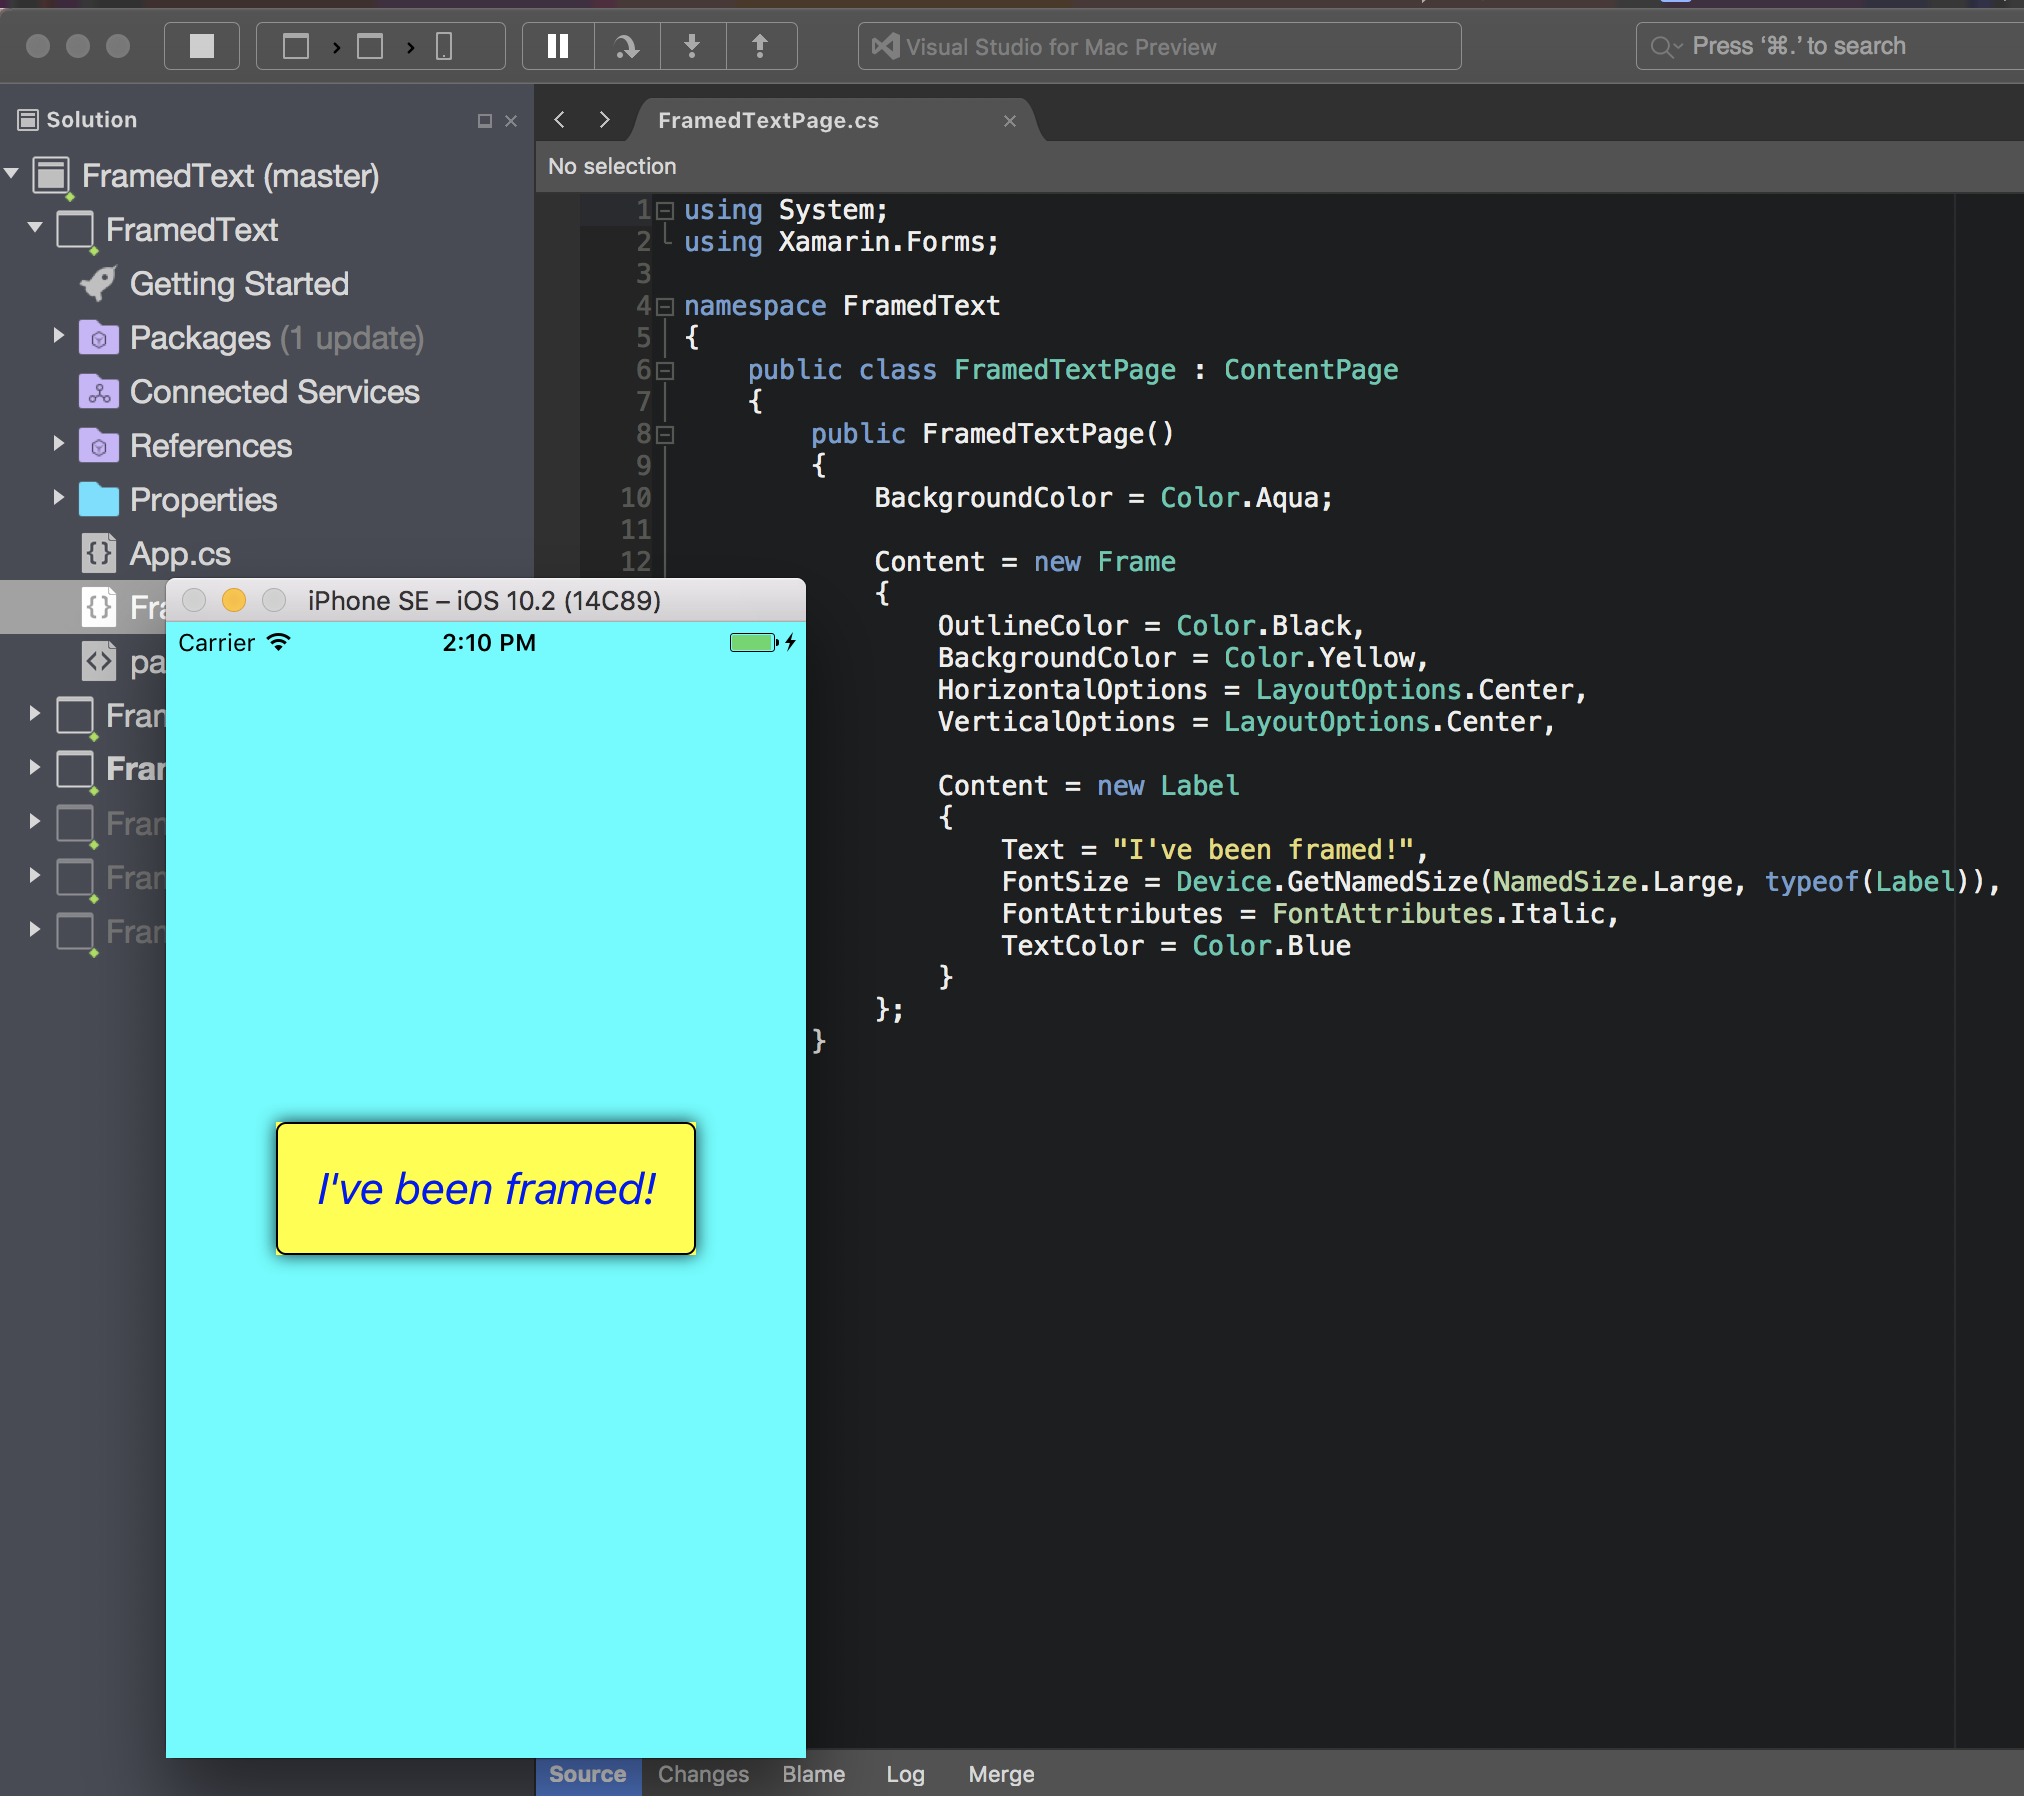 Visual Studio for Mac Preview
Press ‘⌘.’ to search
Solution
FramedText (master)
FramedText
Getting Started
Packages (1 update)
Connected Services
References
Properties
App.cs
Fra
pa
Fran
Fran
Fran
Fran
Fran
FramedTextPage.cs
No selection
1 using System;
2 using Xamarin.Forms;
3
4 namespace FramedText
5 {
6 public class FramedTextPage : ContentPage
7 {
8 public FramedTextPage()
9 {
10 BackgroundColor = Color.Aqua;
11
12 Content = new Frame
{
OutlineColor = Color.Black,
BackgroundColor = Color.Yellow,
HorizontalOptions = LayoutOptions.Center,
VerticalOptions = LayoutOptions.Center,
Content = new Label
{
Text = "I've been framed!",
FontSize = Device.GetNamedSize(NamedSize.Large, typeof(Label)),
FontAttributes = FontAttributes.Italic,
TextColor = Color.Blue
}
};
}
iPhone SE – iOS 10.2 (14C89)
Carrier 2:10 PM
I've been framed!
Source Changes Blame Log Merge